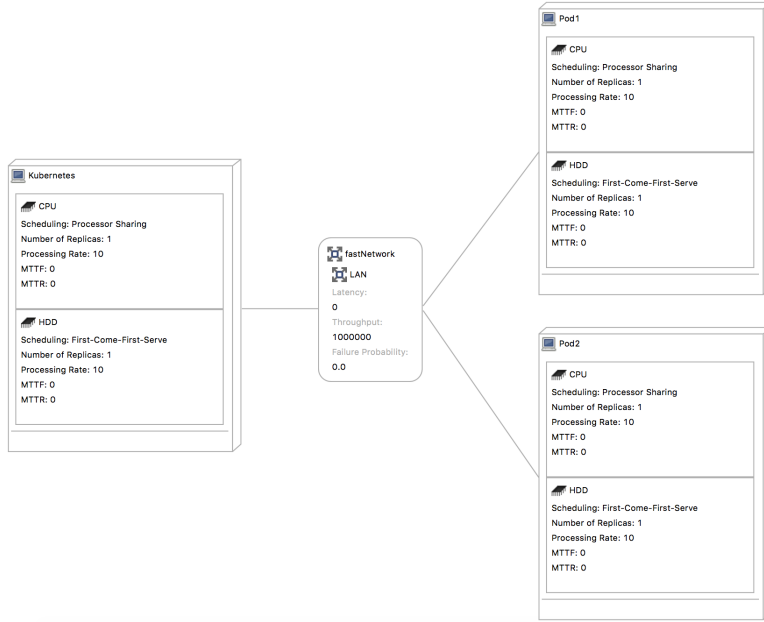 Kubernetes
CPU
Scheduling: Processor Sharing
Number of Replicas: 1
Processing Rate: 10
MTTF: 0
MTTR: 0
HDD
Scheduling: First-Come-First-Serve
Number of Replicas: 1
Processing Rate: 10
MTTF: 0
MTTR: 0
fastNetwork
LAN
Latency:
0
Throughput:
1000000
Failure Probability:
0.0
Pod1
CPU
Scheduling: Processor Sharing
Number of Replicas: 1
Processing Rate: 10
MTTF: 0
MTTR: 0
HDD
Scheduling: First-Come-First-Serve
Number of Replicas: 1
Processing Rate: 10
MTTF: 0
MTTR: 0
Pod2
CPU
Scheduling: Processor Sharing
Number of Replicas: 1
Processing Rate: 10
MTTF: 0
MTTR: 0
HDD
Scheduling: First-Come-First-Serve
Number of Replicas: 1
Processing Rate: 10
MTTF: 0
MTTR: 0